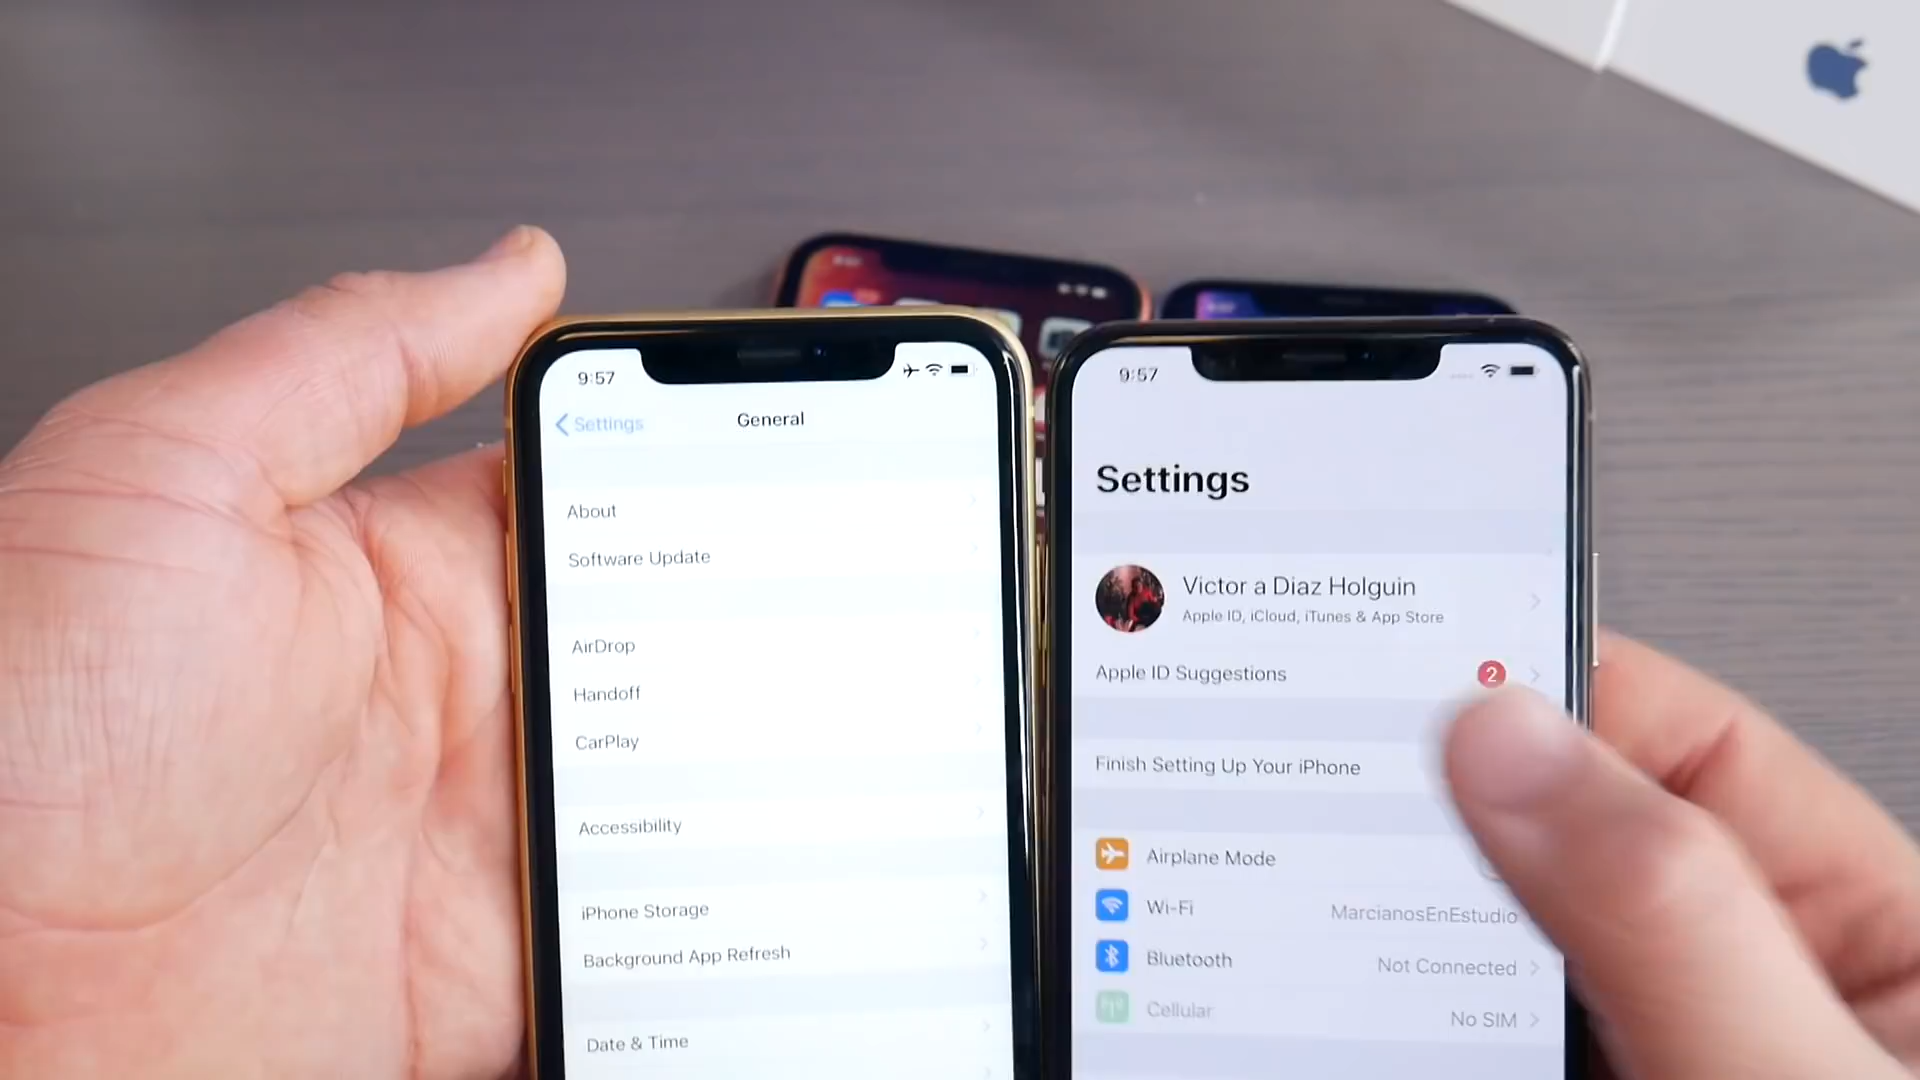 9:57
Settings
General
About
Software Update
AirDrop
Handoff
CarPlay
Accessibility
iPhone Storage
Background App Refresh
Date & Time
9:57
Settings
Victor a Diaz Holguin
Apple ID, iCloud, iTunes & App Store
Apple ID Suggestions
2
Finish Setting Up Your iPhone
Airplane Mode
Wi-Fi
MarcianosEnEstudio
Bluetooth
Not Connected
Cellular
No SIM